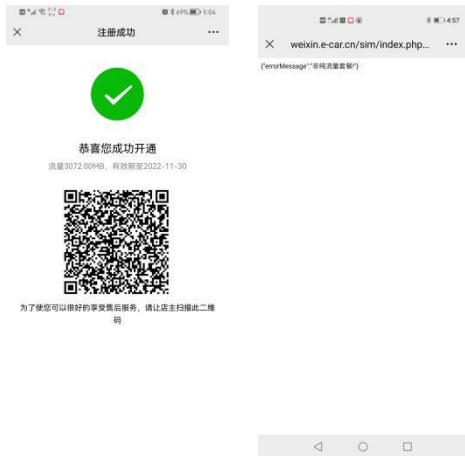 69% 5:04
注册成功
恭喜您成功开通
流量3072.00MB，有效期至2022-11-30
为了使您可以很好的享受售后服务，请让店主扫描此二维
码
4:57
weixin.e-car.cn/sim/index.php...
{"errorMessage":"非纯流量套餐!"}